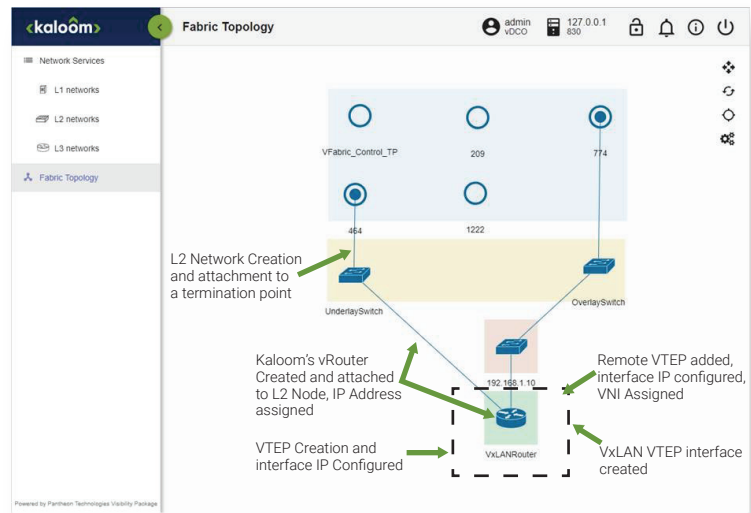 ‹kaloom›
Fabric Topology
admin
vDCO
127.0.0.1
830
Network Services
L1 networks
L2 networks
L3 networks
Fabric Topology
VFabric_Control_TP
209
774
464
1222
L2 Network Creation
and attachment to
a termination point
UnderlaySwitch
OverlaySwitch
Kaloom's vRouter
Created and attached
to L2 Node, IP Address
assigned
192.168.1.10
Remote VTEP added,
interface IP configured,
VNI Assigned
VTEP Creation and
interface IP Configured
VxLANRouter
VxLAN VTEP interface
created
Powered by Pantheon Technologies Visibility Package